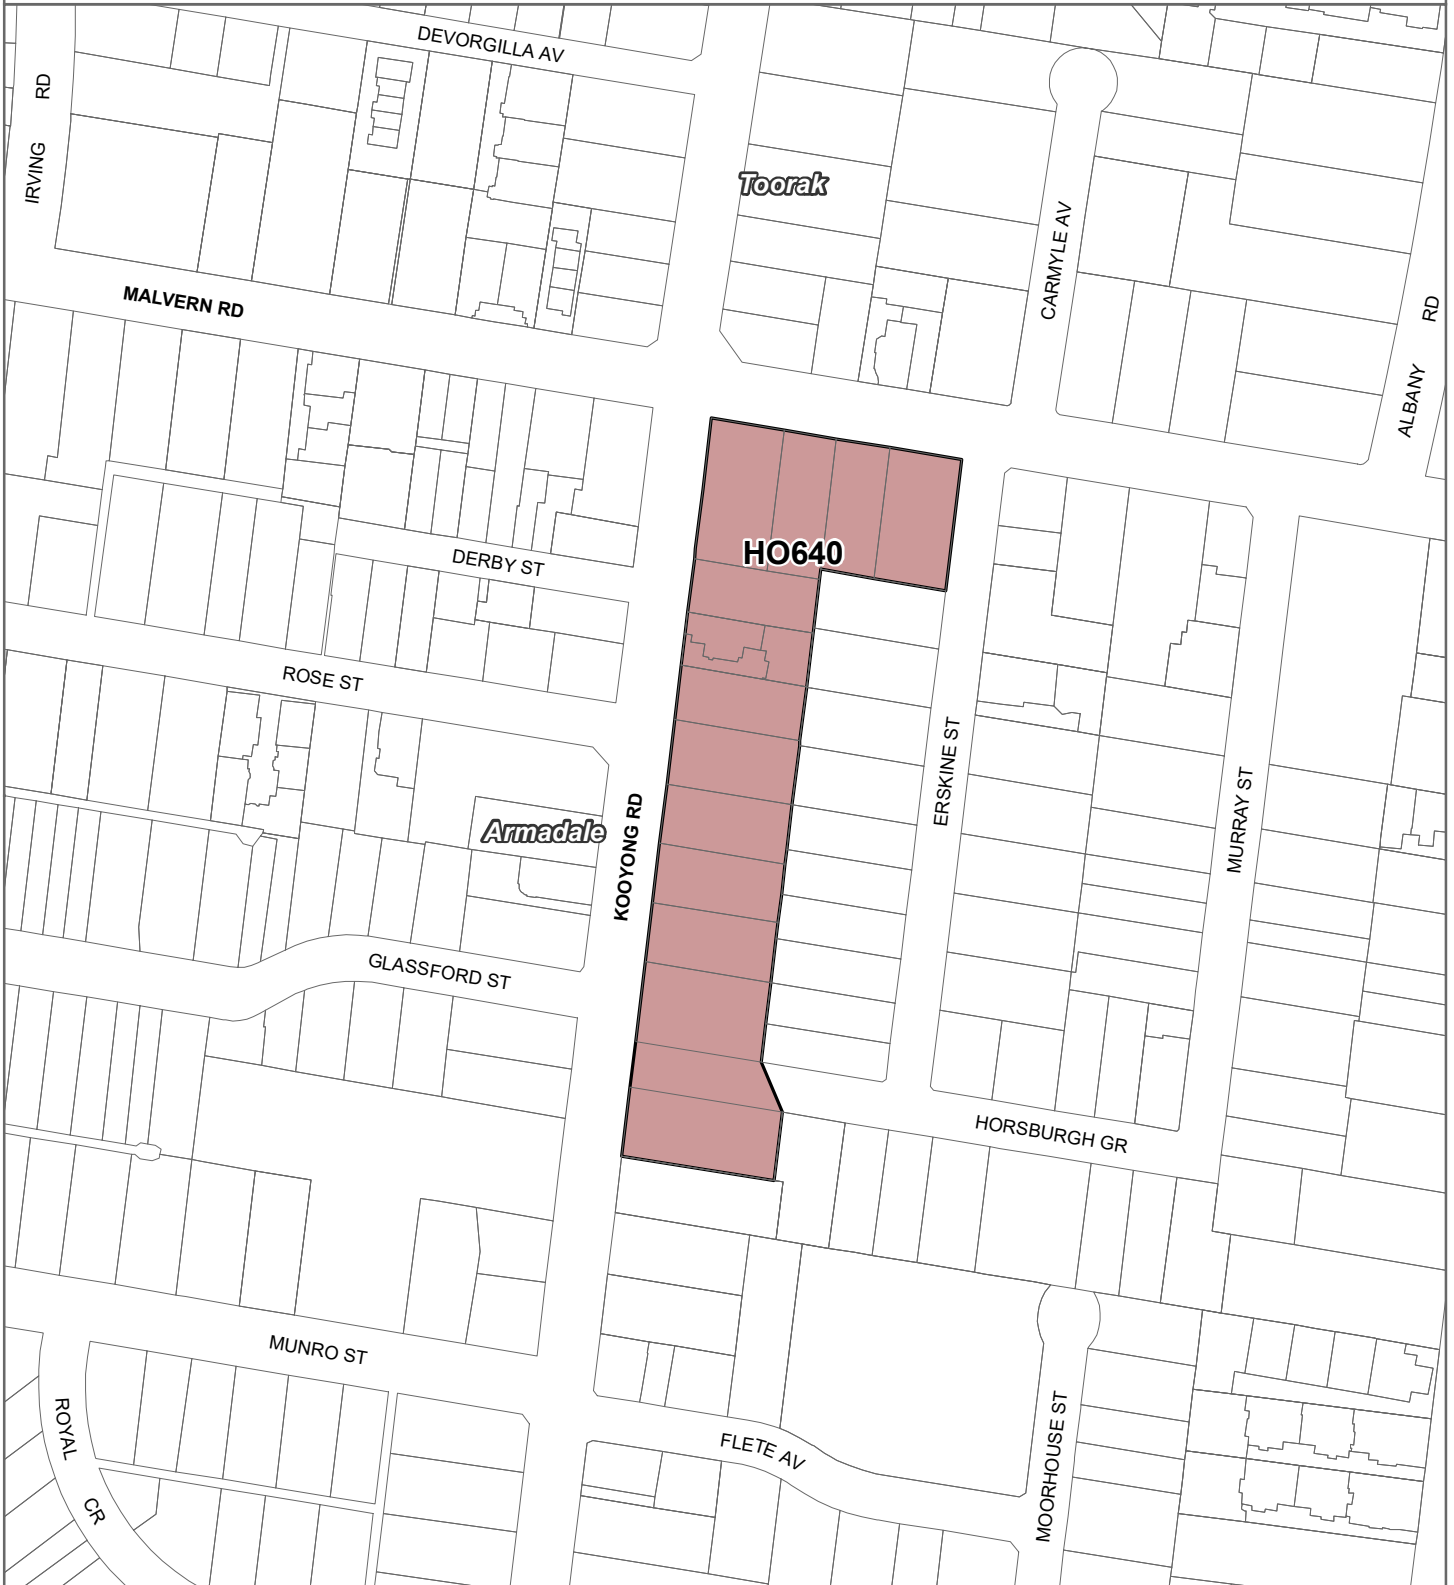 DEVORGILLA AV
IRVING RD
Toorak
CARMYLE AV
MALVERN RD
ALBANY RD
HO640
DERBY ST
ROSE ST
ERSKINE ST
MURRAY ST
Armadale
KOOYONG RD
GLASSFORD ST
HORSBURGH GR
MUNRO ST
ROYAL CR
FLETE AV
MOORHOUSE ST